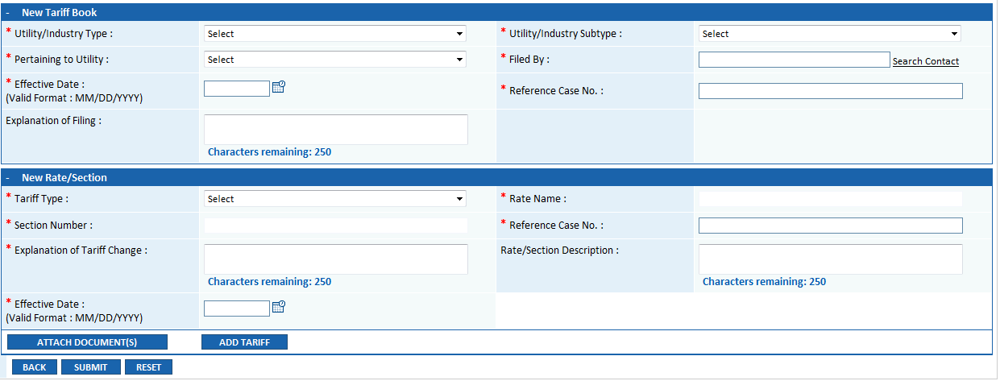 - New Tariff Book
* Utility/Industry Type : Select * Utility/Industry Subtype : Select
* Pertaining to Utility : Select * Filed By : Search Contact
* Effective Date :
(Valid Format : MM/DD/YYYY) * Reference Case No. :
Explanation of Filing :
Characters remaining: 250
- New Rate/Section
* Tariff Type : Select * Rate Name :
* Section Number : * Reference Case No. :
* Explanation of Tariff Change : Rate/Section Description :
Characters remaining: 250 Characters remaining: 250
* Effective Date :
(Valid Format : MM/DD/YYYY)
ATTACH DOCUMENT(S) ADD TARIFF
BACK SUBMIT RESET